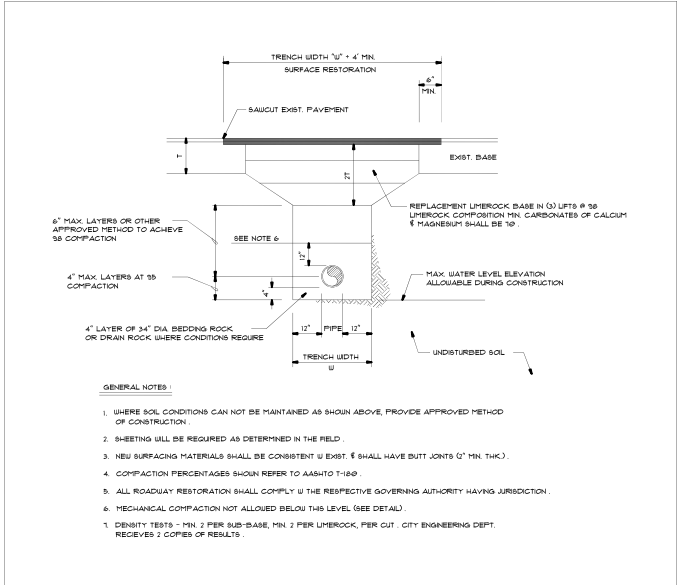 TRENCH WIDTH "W" + 4' MIN.
SURFACE RESTORATION
6"
MIN.
SAWCUT EXIST. PAVEMENT
T
2T
EXIST. BASE
REPLACEMENT LIMEROCK BASE IN (3) LIFTS @ 98
LIMEROCK COMPOSITION MIN. CARBONATES OF CALCIUM
& MAGNESIUM SHALL BE 70 .
6" MAX. LAYERS OR OTHER
APPROVED METHOD TO ACHIEVE
98 COMPACTION
SEE NOTE 6
12"
4" MAX. LAYERS AT 95
COMPACTION
4"
MAX. WATER LEVEL ELEVATION
ALLOWABLE DURING CONSTRUCTION
4" LAYER OF 34" DIA. BEDDING ROCK
OR DRAIN ROCK WHERE CONDITIONS REQUIRE
12" PIPE 12"
TRENCH WIDTH
W
UNDISTURBED SOIL
GENERAL NOTES :
1. WHERE SOIL CONDITIONS CAN NOT BE MAINTAINED AS SHOWN ABOVE, PROVIDE APPROVED METHOD
OF CONSTRUCTION .
2. SHEETING WILL BE REQUIRED AS DETERMINED IN THE FIELD .
3. NEW SURFACING MATERIALS SHALL BE CONSISTENT W EXIST. & SHALL HAVE BUTT JOINTS (2" MIN. THK.) .
4. COMPACTION PERCENTAGES SHOWN REFER TO AASHTO T-180 .
5. ALL ROADWAY RESTORATION SHALL COMPLY W THE RESPECTIVE GOVERNING AUTHORITY HAVING JURISDICTION .
6. MECHANICAL COMPACTION NOT ALLOWED BELOW THIS LEVEL (SEE DETAIL) .
7. DENSITY TESTS - MIN. 2 PER SUB-BASE, MIN. 2 PER LIMEROCK, PER CUT . CITY ENGINEERING DEPT.
RECIEVES 2 COPIES OF RESULTS .